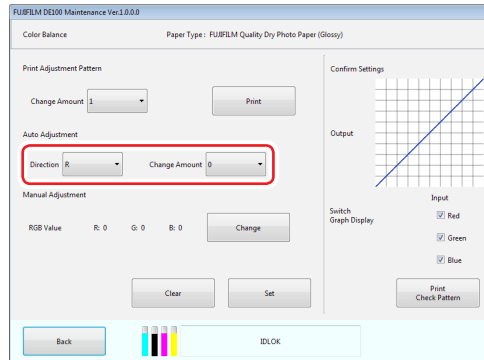 FUJIFILM DE100 Maintenance Ver.1.0.0.0
Color Balance
Paper Type : FUJIFILM Quality Dry Photo Paper (Glossy)
Print Adjustment Pattern
Change Amount 1
Print
Auto Adjustment
Direction R
Change Amount 0
Manual Adjustment
RGB Value R: 0 G: 0 B: 0
Change
Clear
Set
Confirm Settings
Output
Input
Switch
Graph Display
Red
Green
Blue
Print
Check Pattern
Back
IDLOK